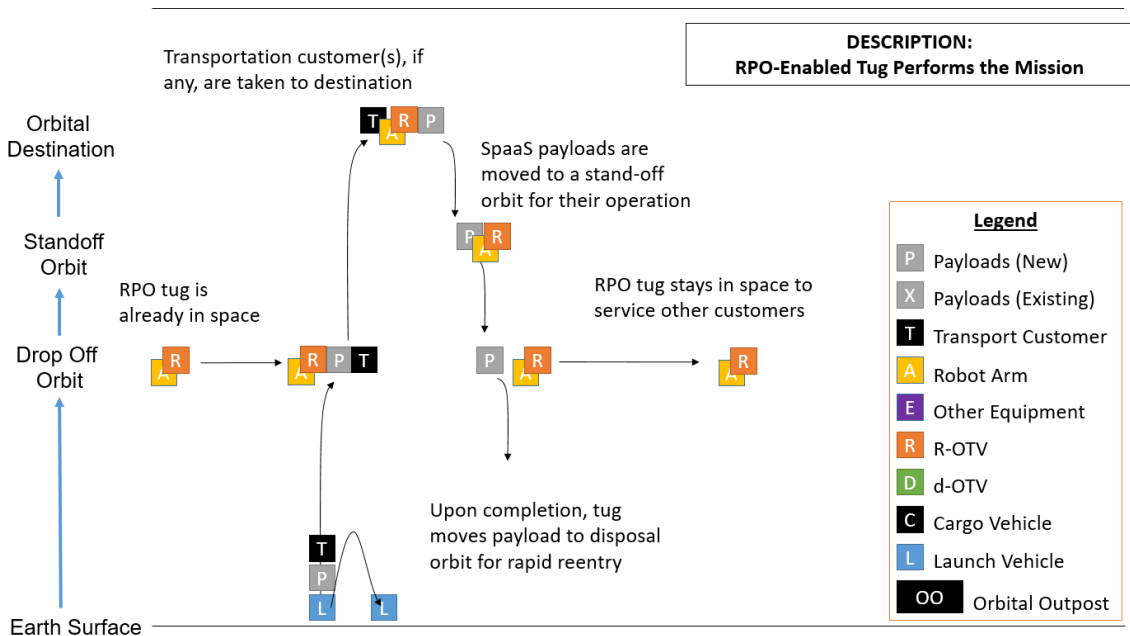 DESCRIPTION:
RPO-Enabled Tug Performs the Mission
Transportation customer(s), if
any, are taken to destination
T A R P
Orbital
Destination
SpaaS payloads are
moved to a stand-off
orbit for their operation
P A R
Standoff
Orbit
RPO tug is
already in space
RPO tug stays in space to
service other customers
Drop Off
Orbit
A R
A R P T
P
A R
A R
Upon completion, tug
moves payload to disposal
orbit for rapid reentry
T
P
L
L
Earth Surface
Legend
P Payloads (New)
X Payloads (Existing)
T Transport Customer
A Robot Arm
E Other Equipment
R R-OTV
D d-OTV
C Cargo Vehicle
L Launch Vehicle
OO Orbital Outpost